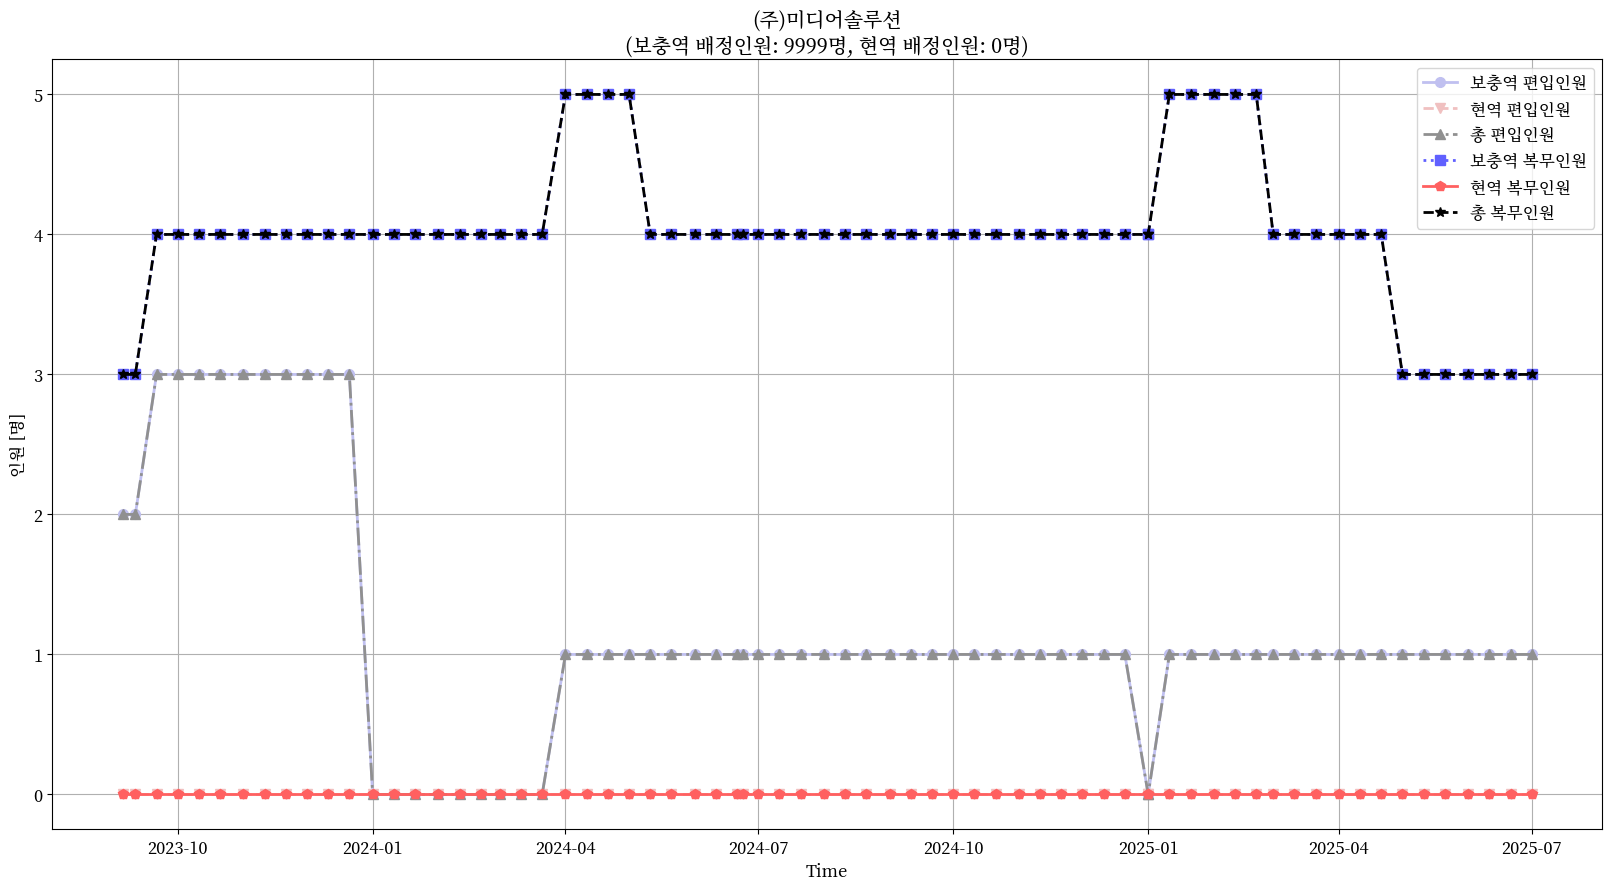 (주)미디어솔루션
(보충역 배정인원: 9999명, 현역 배정인원: 0명)
보충역 편입인원
현역 편입인원
총 편입인원
보충역 복무인원
현역 복무인원
총 복무인원
인원 [명]
5
4
3
2
1
0
2023-10
2024-01
2024-04
2024-07
2024-10
2025-01
2025-04
2025-07
Time